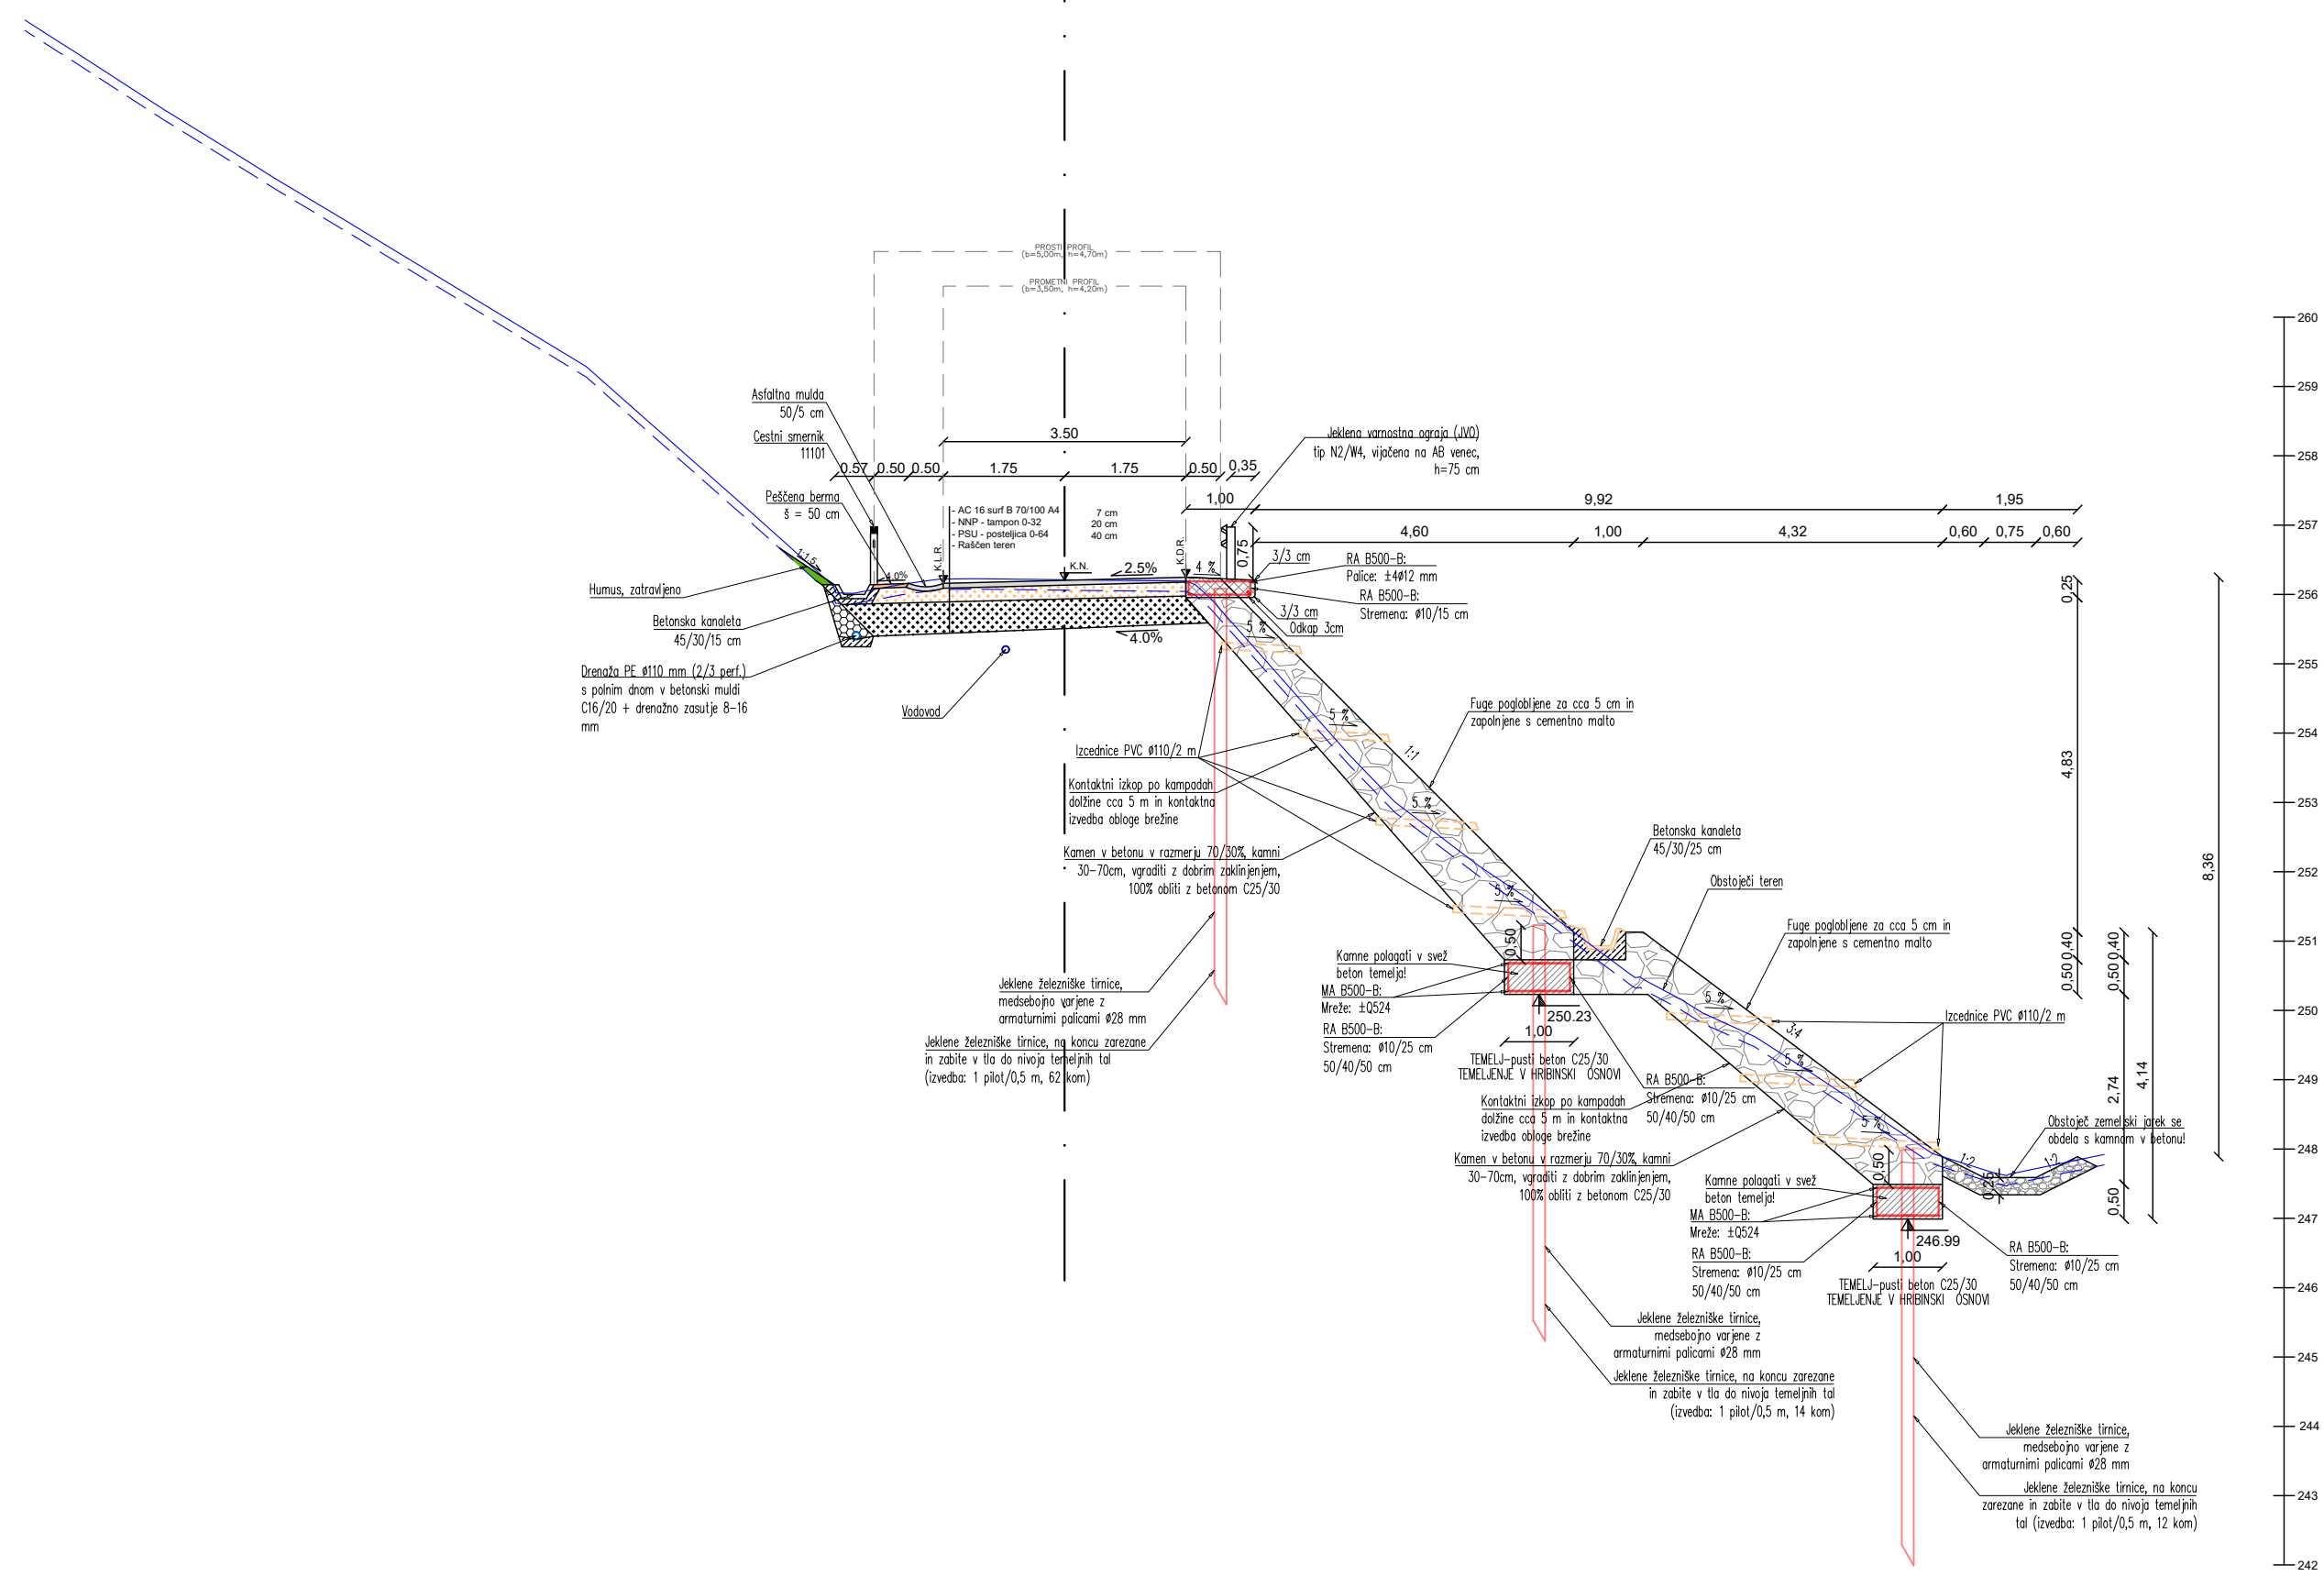 PROSTI PROFIL
(b=5,00m, h=4,70m)
PROMETNI PROFIL
(b=3,50m, h=4,20m)
Asfaltna mulda
50/5 cm
Cestni smernik
11101
Peščena berma
š = 50 cm
Humus, zatravljeno
Betonska kanaleta
45/30/15 cm
Drenaža PE ø110 mm (2/3 perf.)
s polnim dnom v betonski muldi
C16/20 + drenažno zasutje 8-16
mm
Vodovod
1:1.5
4.0%
3.50
0.57
0.50
0.50
1.75
1.75
0.50
0,35
1,00
9,92
1,95
4,60
1,00
4,32
0,60
0,75
0,60
- AC 16 surf B 70/100 A4 7 cm
- NNP - tampon 0-32 20 cm
- PSU - posteljica 0-64 40 cm
- Raščen teren
K.L.R.
K.N.
K.D.R.
2.5%
4 %
4.0%
0,75
Jeklena varnostna ograja (JVO)
tip N2/W4, vijačena na AB venec,
h=75 cm
3/3 cm
RA B500-B:
Palice: ±4ø12 mm
RA B500-B:
Stremena: ø10/15 cm
3/3 cm
Odkap 3cm
5 %
5 %
5 %
5 %
1:1
Fuge poglobljene za cca 5 cm in
zapolnjene s cementno malto
Izcednice PVC ø110/2 m
Kontaktni izkop po kampadah
dolžine cca 5 m in kontaktna
izvedba obloge brežine
Kamen v betonu v razmerju 70/30%, kamni
30-70cm, vgraditi z dobrim zaklinjenjem,
100% obliti z betonom C25/30
Betonska kanaleta
45/30/25 cm
Obstoječi teren
Fuge poglobljene za cca 5 cm in
zapolnjene s cementno malto
Jeklene železniške tirnice,
medsebojno varjene z
armaturnimi palicami ø28 mm
Jeklene železniške tirnice, na koncu zarezane
in zabite v tla do nivoja temeljnih tal
(izvedba: 1 pilot/0,5 m, 62 kom)
0,50
Kamne polagati v svež
beton temelja!
MA B500-B:
Mreže: ±Q524
RA B500-B:
Stremena: ø10/25 cm
50/40/50 cm
250.23
1,00
TEMELJ-pusti beton C25/30
TEMELJENJE V HRIBINSKI OSNOVI
RA B500-B:
Stremena: ø10/25 cm
50/40/50 cm
Kontaktni izkop po kampadah
dolžine cca 5 m in kontaktna
izvedba obloge brežine
Kamen v betonu v razmerju 70/30%, kamni
30-70cm, vgraditi z dobrim zaklinjenjem,
100% obliti z betonom C25/30
5 %
5 %
5 %
3:4
Izcednice PVC ø110/2 m
Obstoječ zemeljski jarek se
obdela s kamnom v betonu!
1:2
1:2
0,25
0,50
Kamne polagati v svež
beton temelja!
MA B500-B:
Mreže: ±Q524
RA B500-B:
Stremena: ø10/25 cm
50/40/50 cm
246.99
1,00
TEMELJ-pusti beton C25/30
TEMELJENJE V HRIBINSKI OSNOVI
RA B500-B:
Stremena: ø10/25 cm
50/40/50 cm
Jeklene železniške tirnice,
medsebojno varjene z
armaturnimi palicami ø28 mm
Jeklene železniške tirnice, na koncu zarezane
in zabite v tla do nivoja temeljnih tal
(izvedba: 1 pilot/0,5 m, 14 kom)
Jeklene železniške tirnice,
medsebojno varjene z
armaturnimi palicami ø28 mm
Jeklene železniške tirnice, na koncu
zarezane in zabite v tla do nivoja temeljnih
tal (izvedba: 1 pilot/0,5 m, 12 kom)
0,25
4,83
0,40
0,50
0,40
0,50
2,74
0,50
4,14
8,36
260
259
258
257
256
255
254
253
252
251
250
249
248
247
246
245
244
243
242